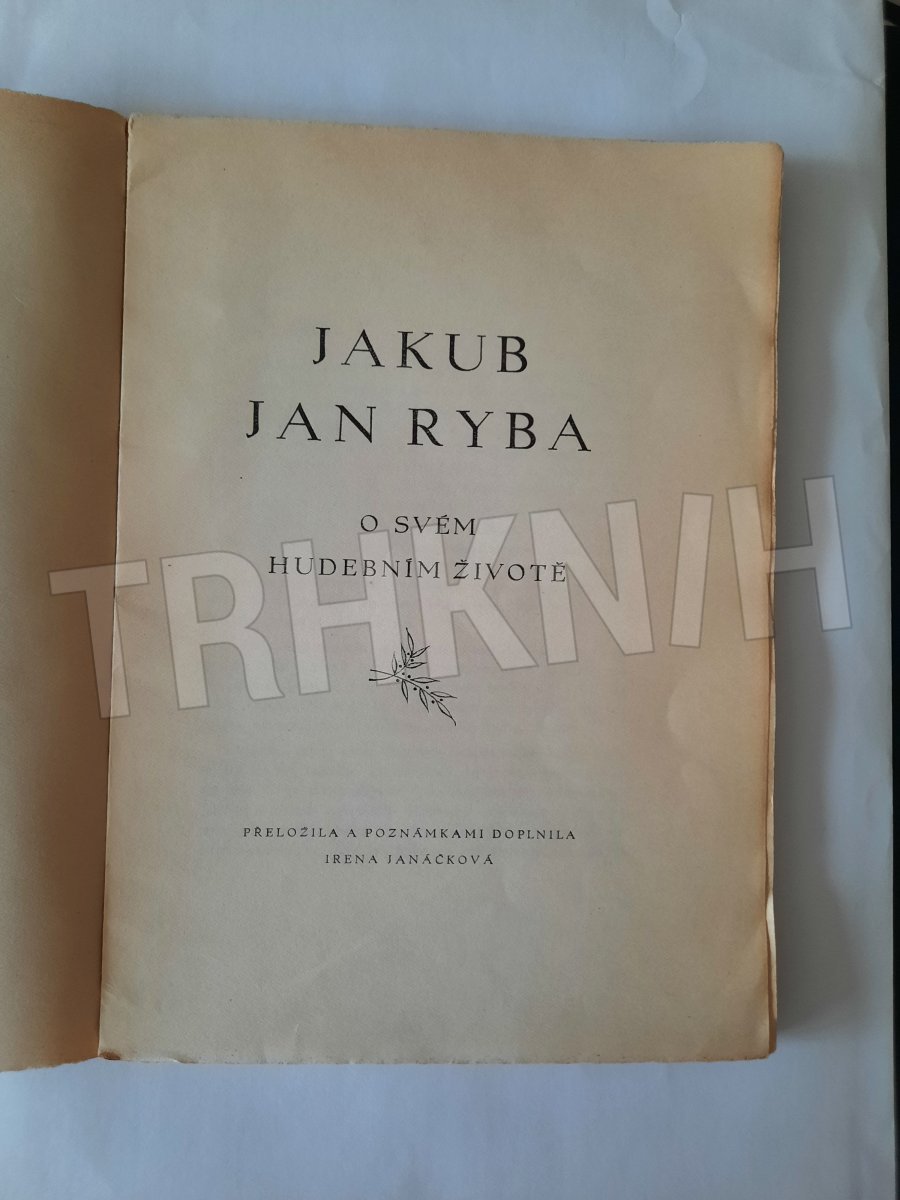 JAKUB
JAN RYBA
O SVÉM
HUDEBNÍM ŽIVOTĚ
TRHKNIH
PŘELOŽILA A POZNÁMKAMI DOPLNILA
IRENA JANÁČKOVÁ